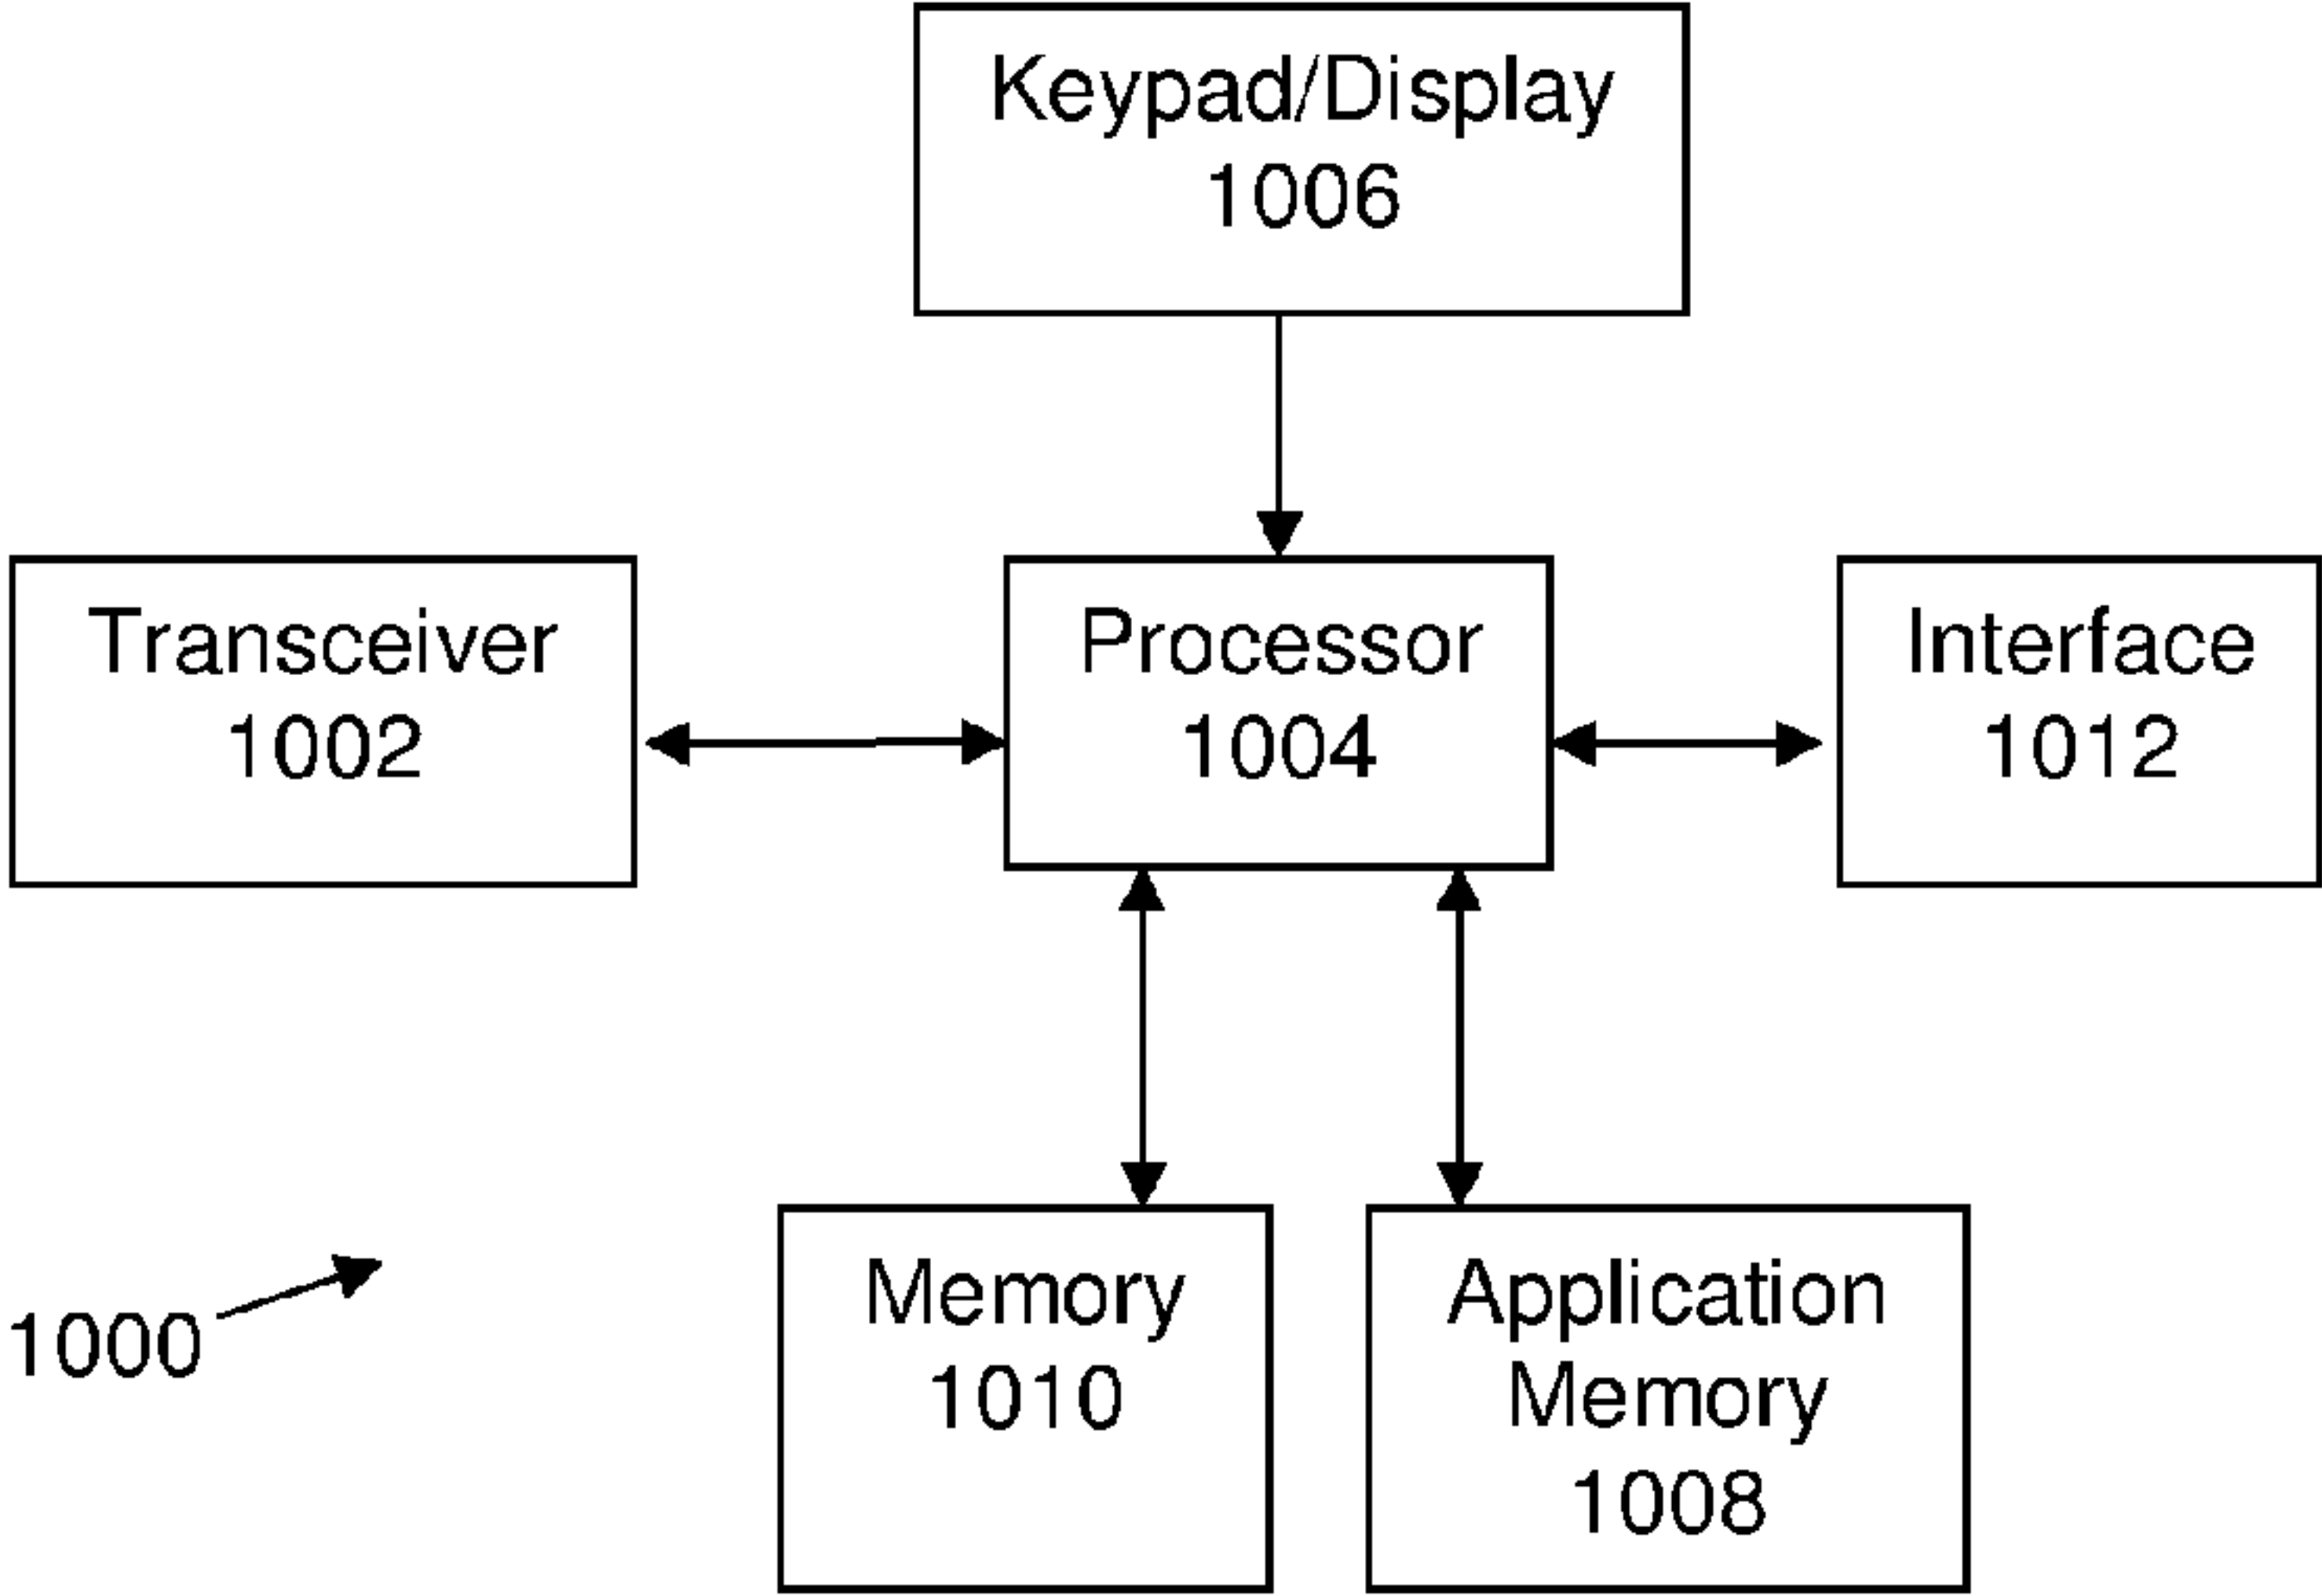 Keypad/Display
1006
Transceiver
1002
Processor
1004
Interface
1012
1000
Memory
1010
Application
Memory
1008